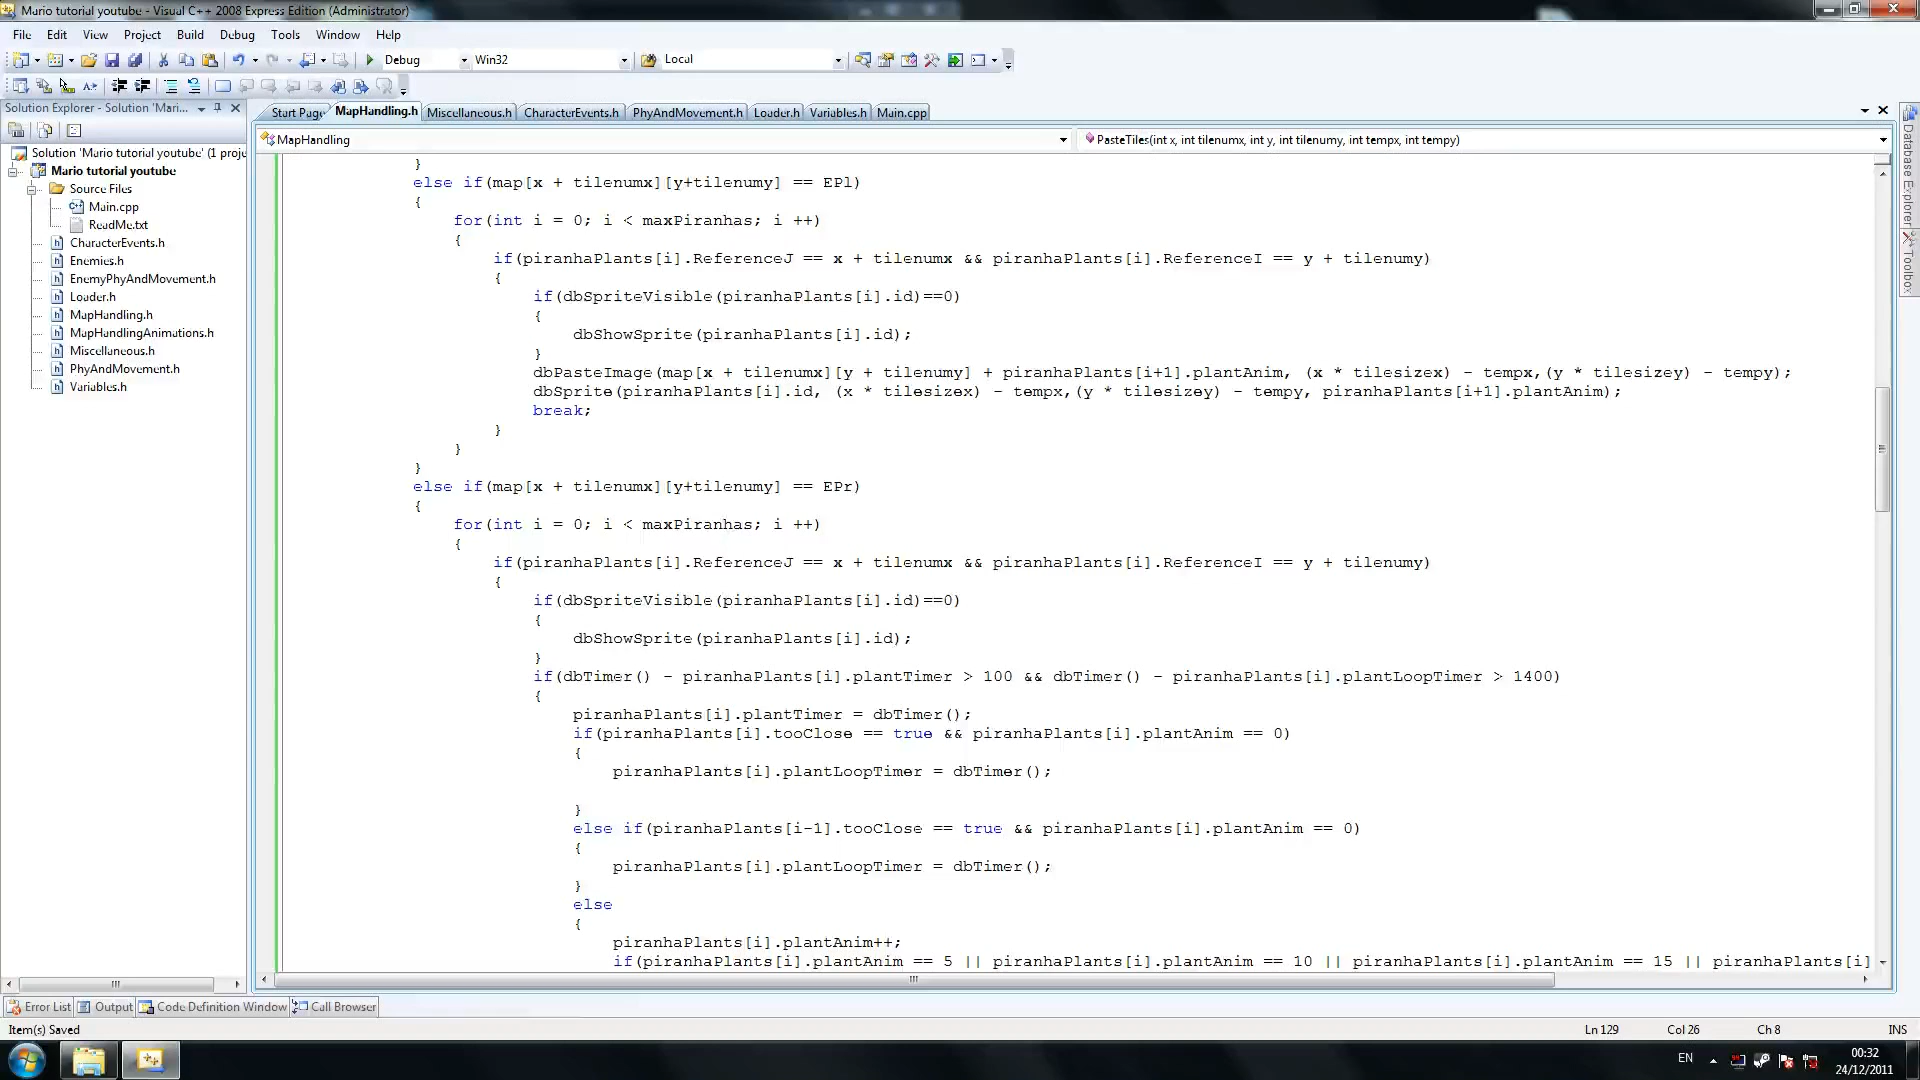 Mario tutorial youtube - Visual C++ 2008 Express Edition (Administrator)
File Edit View Project Build Debug Tools Window Help
Debug Win32 Local
Solution Explorer - Solution 'Mari...
Start Page MapHandling.h Miscellaneous.h CharacterEvents.h PhyAndMovement.h Loader.h Variables.h Main.cpp
MapHandling PasteTiles(int x, int tilenumx, int y, int tilenumy, int tempx, int tempy)
Solution 'Mario tutorial youtube' (1 proje
Mario tutorial youtube
Source Files
Main.cpp
ReadMe.txt
CharacterEvents.h
Enemies.h
EnemyPhyAndMovement.h
Loader.h
MapHandling.h
MapHandlingAnimations.h
Miscellaneous.h
PhyAndMovement.h
Variables.h
}
else if(map[x + tilenumx][y+tilenumy] == EPl)
{
for(int i = 0; i < maxPiranhas; i ++)
{
if(piranhaPlants[i].ReferenceJ == x + tilenumx && piranhaPlants[i].ReferenceI == y + tilenumy)
{
if(dbSpriteVisible(piranhaPlants[i].id)==0)
{
dbShowSprite(piranhaPlants[i].id);
}
dbPasteImage(map[x + tilenumx][y + tilenumy] + piranhaPlants[i+1].plantAnim, (x * tilesizex) - tempx,(y * tilesizey) - tempy);
dbSprite(piranhaPlants[i].id, (x * tilesizex) - tempx,(y * tilesizey) - tempy, piranhaPlants[i+1].plantAnim);
break;
}
}
}
else if(map[x + tilenumx][y+tilenumy] == EPr)
{
for(int i = 0; i < maxPiranhas; i ++)
{
if(piranhaPlants[i].ReferenceJ == x + tilenumx && piranhaPlants[i].ReferenceI == y + tilenumy)
{
if(dbSpriteVisible(piranhaPlants[i].id)==0)
{
dbShowSprite(piranhaPlants[i].id);
}
if(dbTimer() - piranhaPlants[i].plantTimer > 100 && dbTimer() - piranhaPlants[i].plantLoopTimer > 1400)
{
piranhaPlants[i].plantTimer = dbTimer();
if(piranhaPlants[i].tooClose == true && piranhaPlants[i].plantAnim == 0)
{
piranhaPlants[i].plantLoopTimer = dbTimer();
}
else if(piranhaPlants[i-1].tooClose == true && piranhaPlants[i].plantAnim == 0)
{
piranhaPlants[i].plantLoopTimer = dbTimer();
}
else
{
piranhaPlants[i].plantAnim++;
if(piranhaPlants[i].plantAnim == 5 || piranhaPlants[i].plantAnim == 10 || piranhaPlants[i].plantAnim == 15 || piranhaPlants[i]
Database Explorer
Toolbox
Error List Output Code Definition Window Call Browser
Item(s) Saved Ln 129 Col 26 Ch 8 INS
EN 00:32
24/12/2011